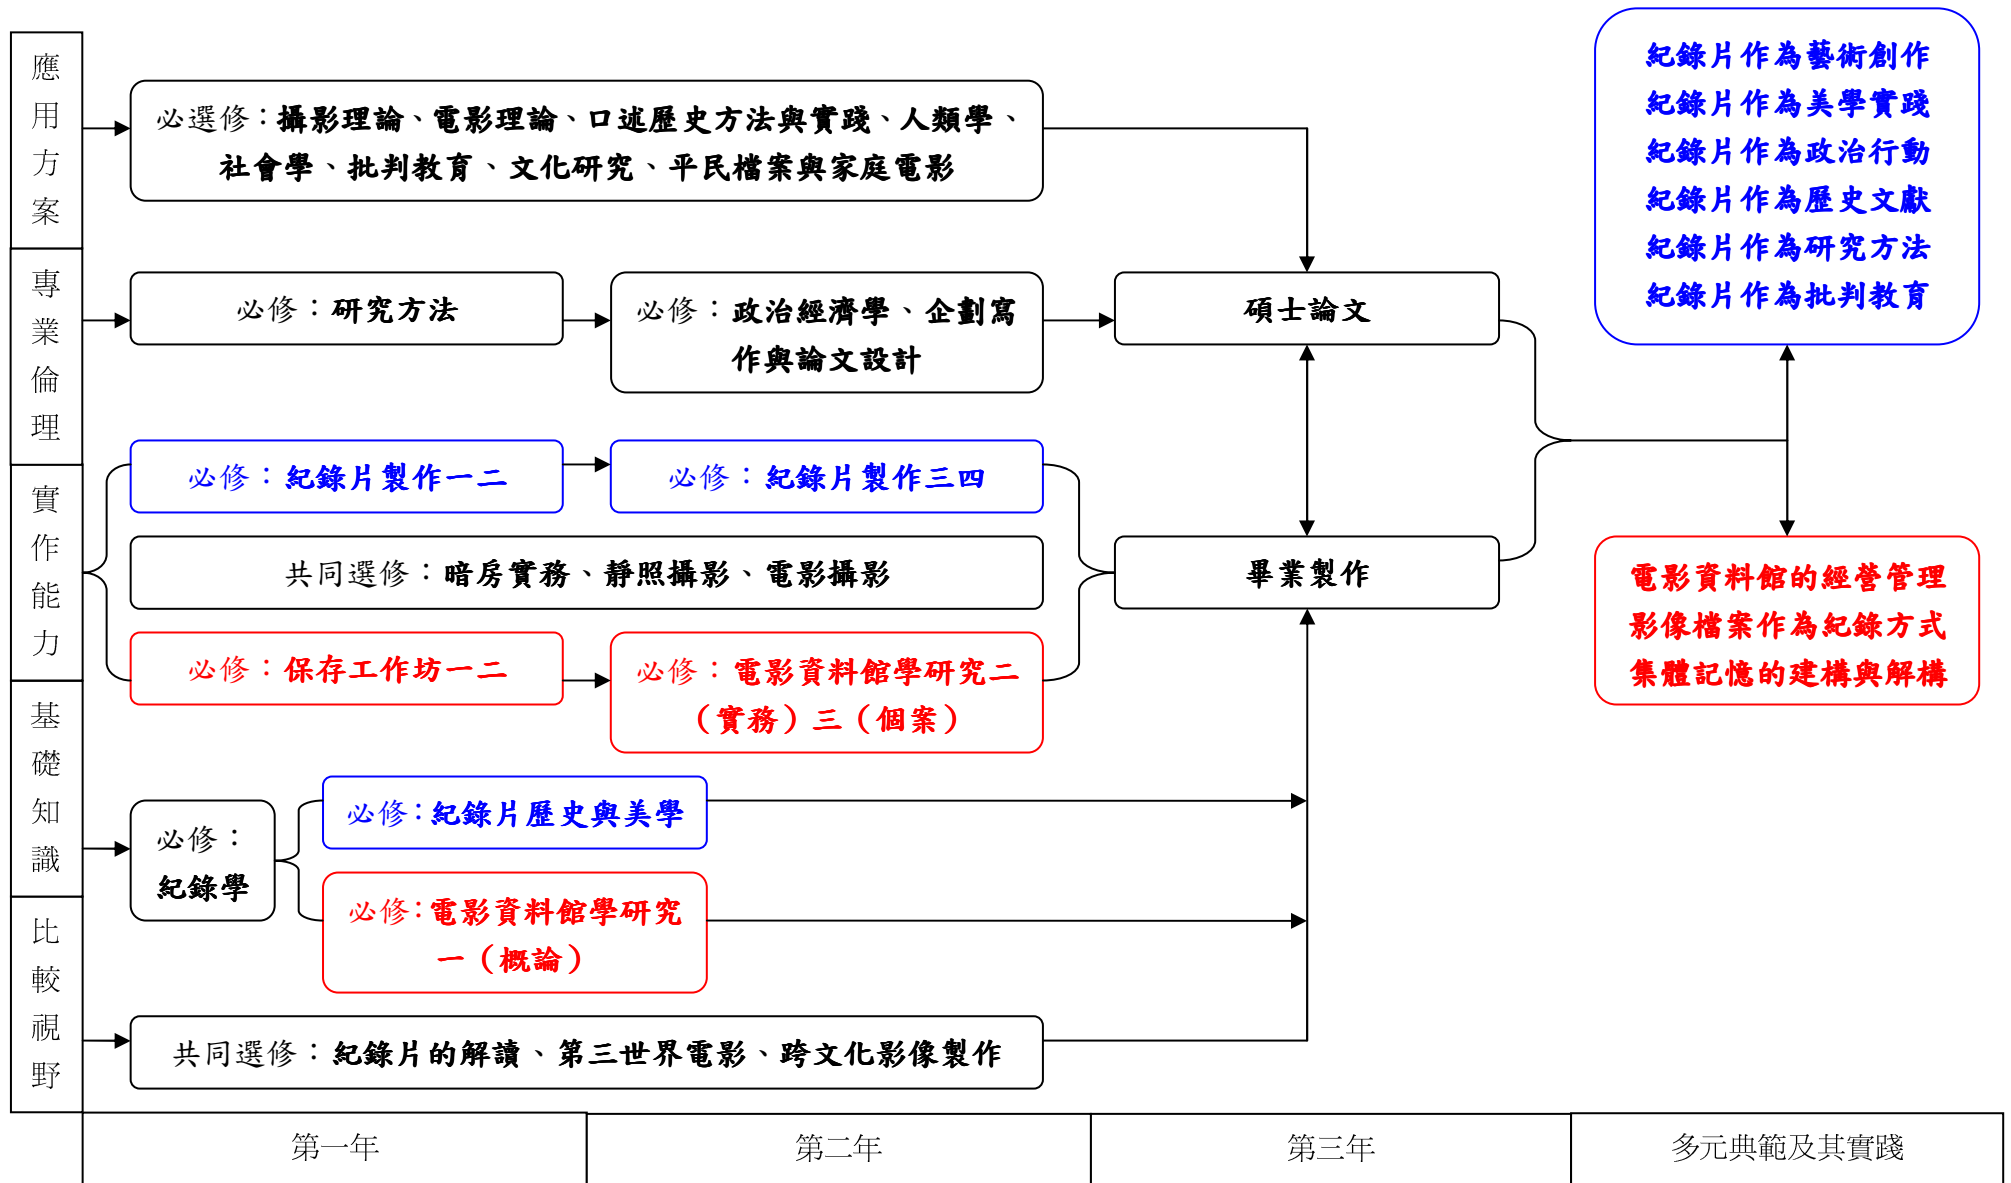 應用方案
必選修：攝影理論、電影理論、口述歷史方法與實踐、人類學、
社會學、批判教育、文化研究、平民檔案與家庭電影
紀錄片作為藝術創作
紀錄片作為美學實踐
紀錄片作為政治行動
紀錄片作為歷史文獻
紀錄片作為研究方法
紀錄片作為批判教育
專業倫理
必修：研究方法
必修：政治經濟學、企劃寫
作與論文設計
碩士論文
實作能力
必修：紀錄片製作一二
必修：紀錄片製作三四
共同選修：暗房實務、靜照攝影、電影攝影
畢業製作
必修：保存工作坊一二
必修：電影資料館學研究二
（實務）三（個案）
電影資料館的經營管理
影像檔案作為紀錄方式
集體記憶的建構與解構
基礎知識
必修：
紀錄學
必修：紀錄片歷史與美學
必修：電影資料館學研究
一（概論）
比較視野
共同選修：紀錄片的解讀、第三世界電影、跨文化影像製作
第一年
第二年
第三年
多元典範及其實踐